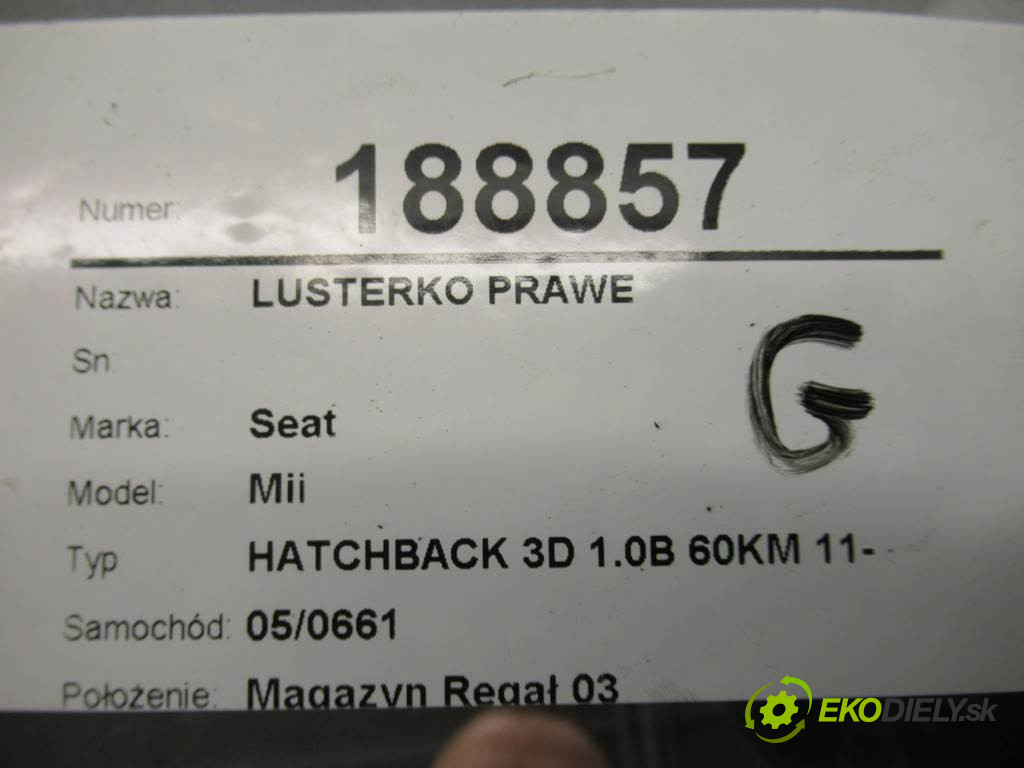 Numer: 188857
Nazwa: LUSTERKO PRAWE
Sn
G
Marka: Seat
Model: Mii
Typ HATCHBACK 3D 1.0B 60KM 11-
Samochód: 05/0661
Położenie: Magazyn Regał 03
EKODIELY.sk